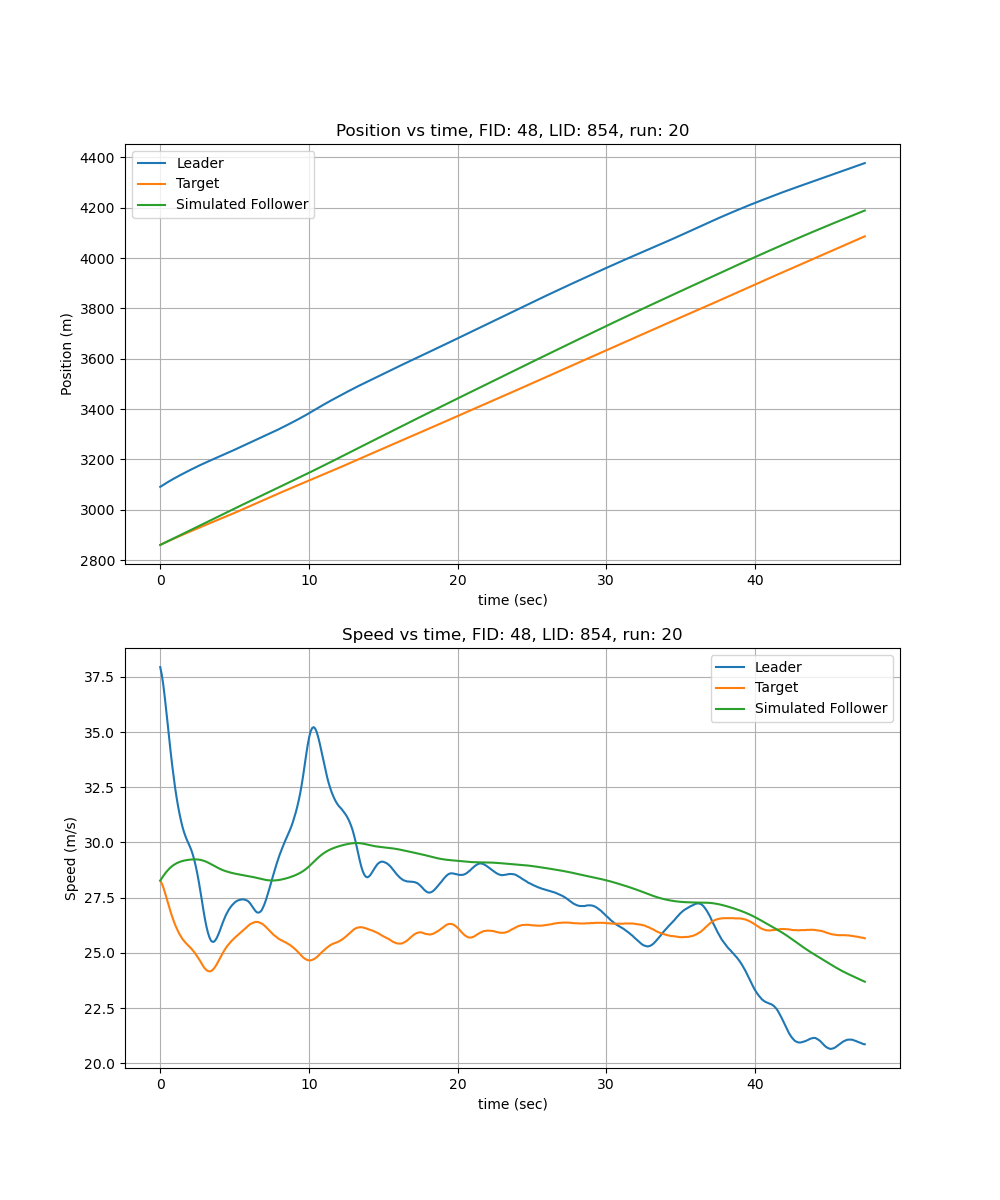 Position vs time, FID: 48, LID: 854, run: 20
Leader
Target
Simulated Follower
4400
4200
4000
3800
3600
3400
3200
3000
2800
Position (m)
0 10 20 30 40
time (sec)
Speed vs time, FID: 48, LID: 854, run: 20
Leader
Target
Simulated Follower
37.5
35.0
32.5
30.0
27.5
25.0
22.5
20.0
Speed (m/s)
0 10 20 30 40
time (sec)